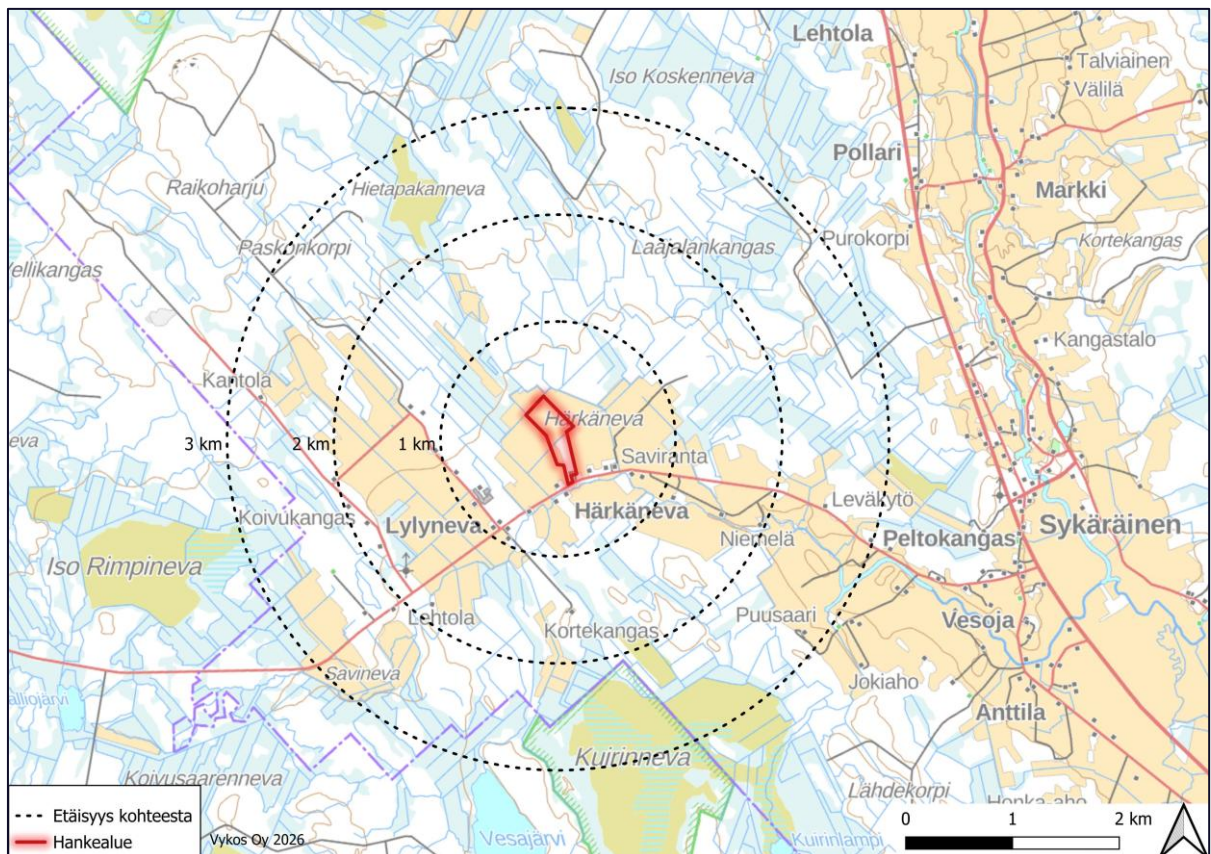 Lehtola
Talviainen
Välilä
Iso Koskenneva
Pollari
Raikoharju
Hietapakanneva
Markki
Paskonkorpi
Laajalankangas
Purokorpi
Kortekangas
Kangastalo
Kantola
Härkäneva
3 km
2 km
1 km
Saviranta
Koivukangas
Lylyneva
Härkäneva
Leväkytö
Sykäräinen
Niemelä
Peltokangas
Iso Rimpineva
Lehtola
Kortekangas
Puusaari
Vesoja
Savineva
Jokiaho
Anttila
Kuirinneva
Koivusaarenneva
Lähdekorpi
Etäisyys kohteesta
Hankealue
Vykos Oy 2026
Vesajärvi
Kuirinlampi
0 1 2 km